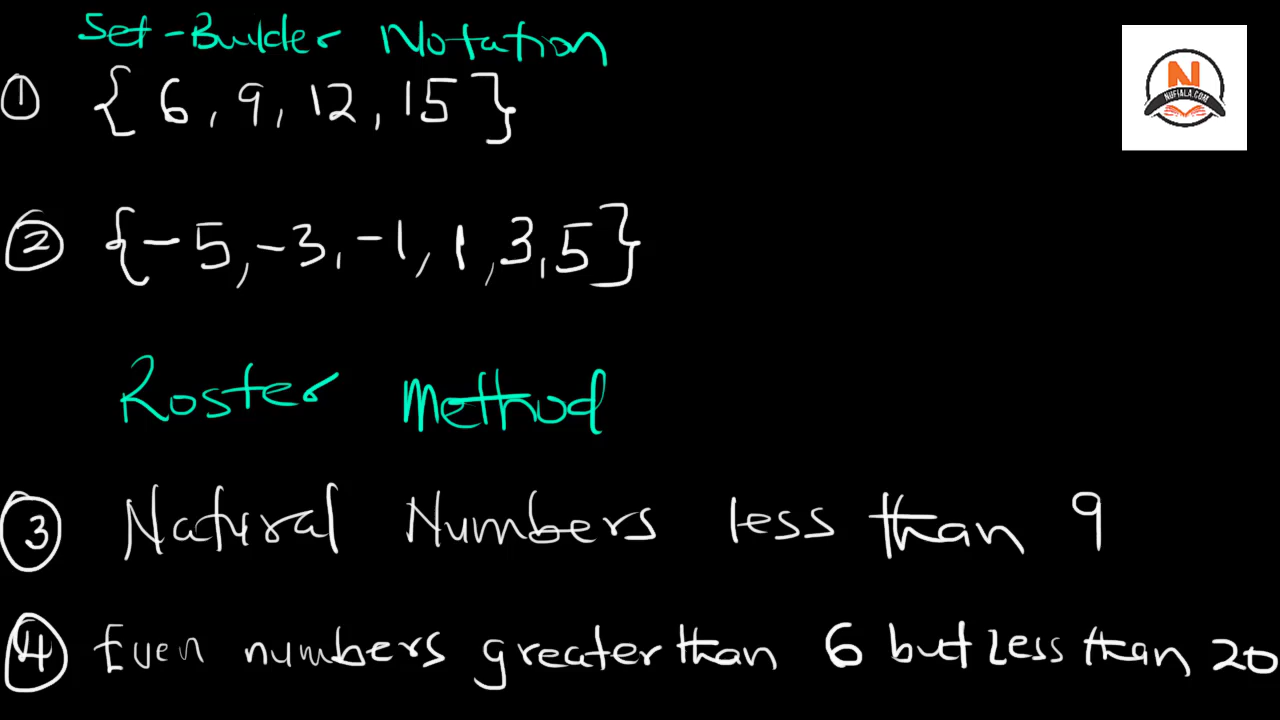 Set-Builder Notation
① { 6, 9, 12, 15 }
② {-5, -3, -1, 1, 3, 5}
Roster Method
③ Natural Numbers less than 9
④ Even numbers greater than 6 but less than 20
N
NUFIALA.COM